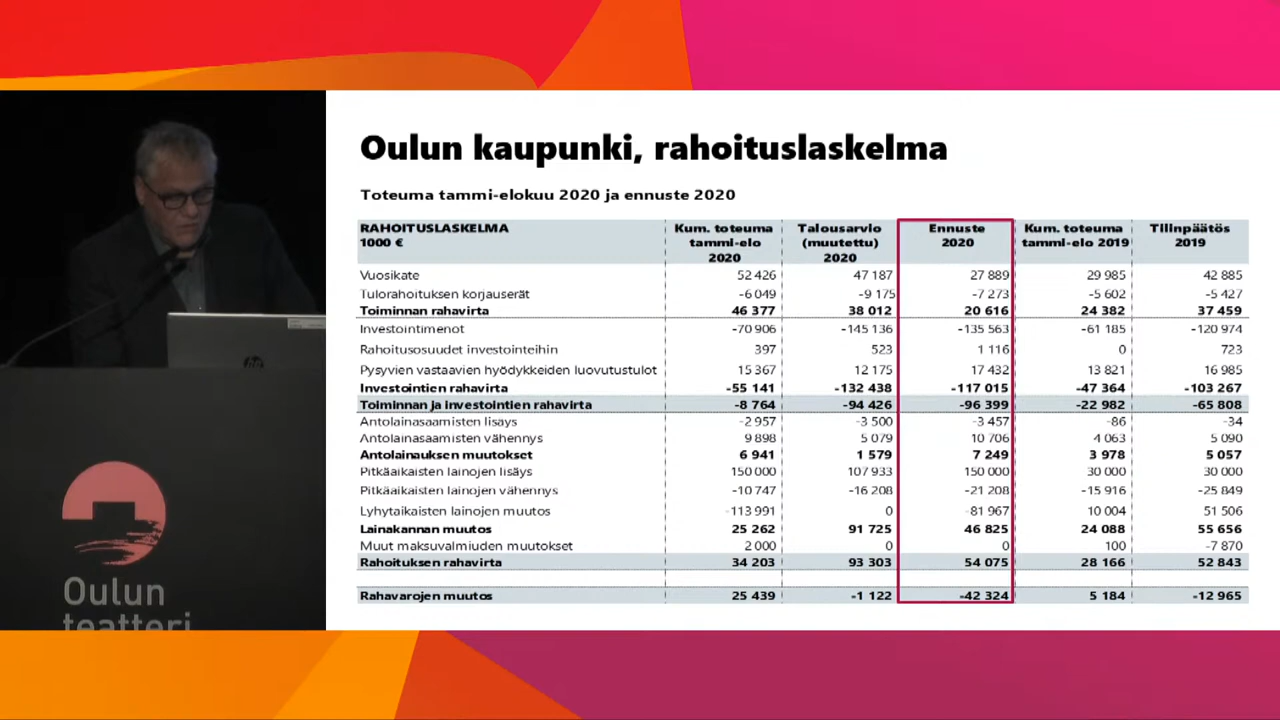 Oulun kaupunki, rahoituslaskelma
Toteuma tammi-elokuu 2020 ja ennuste 2020
RAHOITUSLASKELMA 1000 € Kum. toteuma tammi-elo 2020 Talousarvio (muutettu) 2020 Ennuste 2020 Kum. toteuma tammi-elo 2019 Tilinpäätös 2019
Vuosikate 52 426 47 187 27 889 29 985 42 885
Tulorahoituksen korjauserät -6 049 -9 175 -7 273 -5 602 -5 427
Toiminnan rahavirta 46 377 38 012 20 616 24 382 37 459
Investointimenot -70 906 -145 136 -135 563 -61 185 -120 974
Rahoitusosuudet investointeihin 397 523 1 116 0 723
Pysyvien vastaavien hyödykkeiden luovutustulot 15 367 12 175 17 432 13 821 16 985
Investointien rahavirta -55 141 -132 438 -117 015 -47 364 -103 267
Toiminnan ja investointien rahavirta -8 764 -94 426 -96 399 -22 982 -65 808
Antolainasaamisten lisäys -2 957 -3 500 -3 457 -86 -34
Antolainasaamisten vähennys 9 898 5 079 10 706 4 063 5 090
Antolainauksen muutokset 6 941 1 579 7 249 3 978 5 057
Pitkäaikaisten lainojen lisäys 150 000 107 933 150 000 30 000 30 000
Pitkäaikaisten lainojen vähennys -10 747 -16 208 -21 208 -15 916 -25 849
Lyhytaikaisten lainojen muutos -113 991 0 -81 967 10 004 51 506
Lainakannan muutos 25 262 91 725 46 825 24 088 55 656
Muut maksuvalmiuden muutokset 2 000 0 0 100 -7 870
Rahoituksen rahavirta 34 203 93 303 54 075 28 166 52 843
Rahavarojen muutos 25 439 -1 122 -42 324 5 184 -12 965
hp
Oulun
teatteri